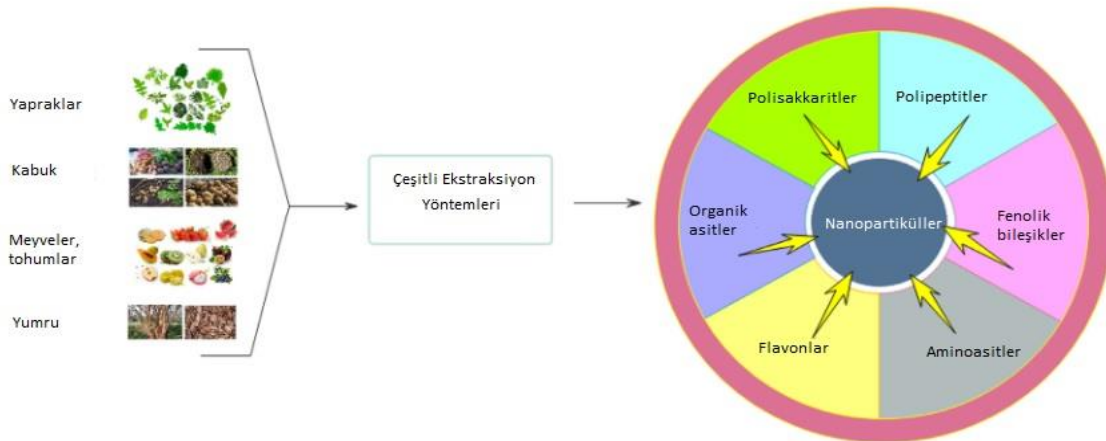 Yapraklar
Kabuk
Meyveler,
tohumlar
Yumru
Çeşitli Ekstraksiyon
Yöntemleri
Polisakkaritler
Polipeptitler
Organik
asitler
Nanopartiküller
Fenolik
bileşikler
Flavonlar
Aminoasitler